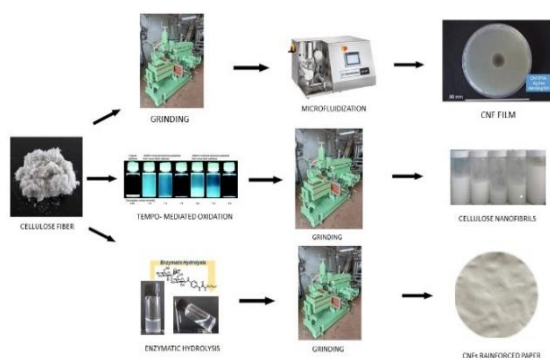 GRINDING
MICROFLUIDIZATION
CNF FILM
CELLULOSE FIBER
TEMPO- MEDIATED OXIDATION
GRINDING
CELLULOSE NANOFIBRILS
Enzymatic Hydrolysis
ENZYMATIC HYDROLYSIS
GRINDING
CNFs RAINFORCED PAPER